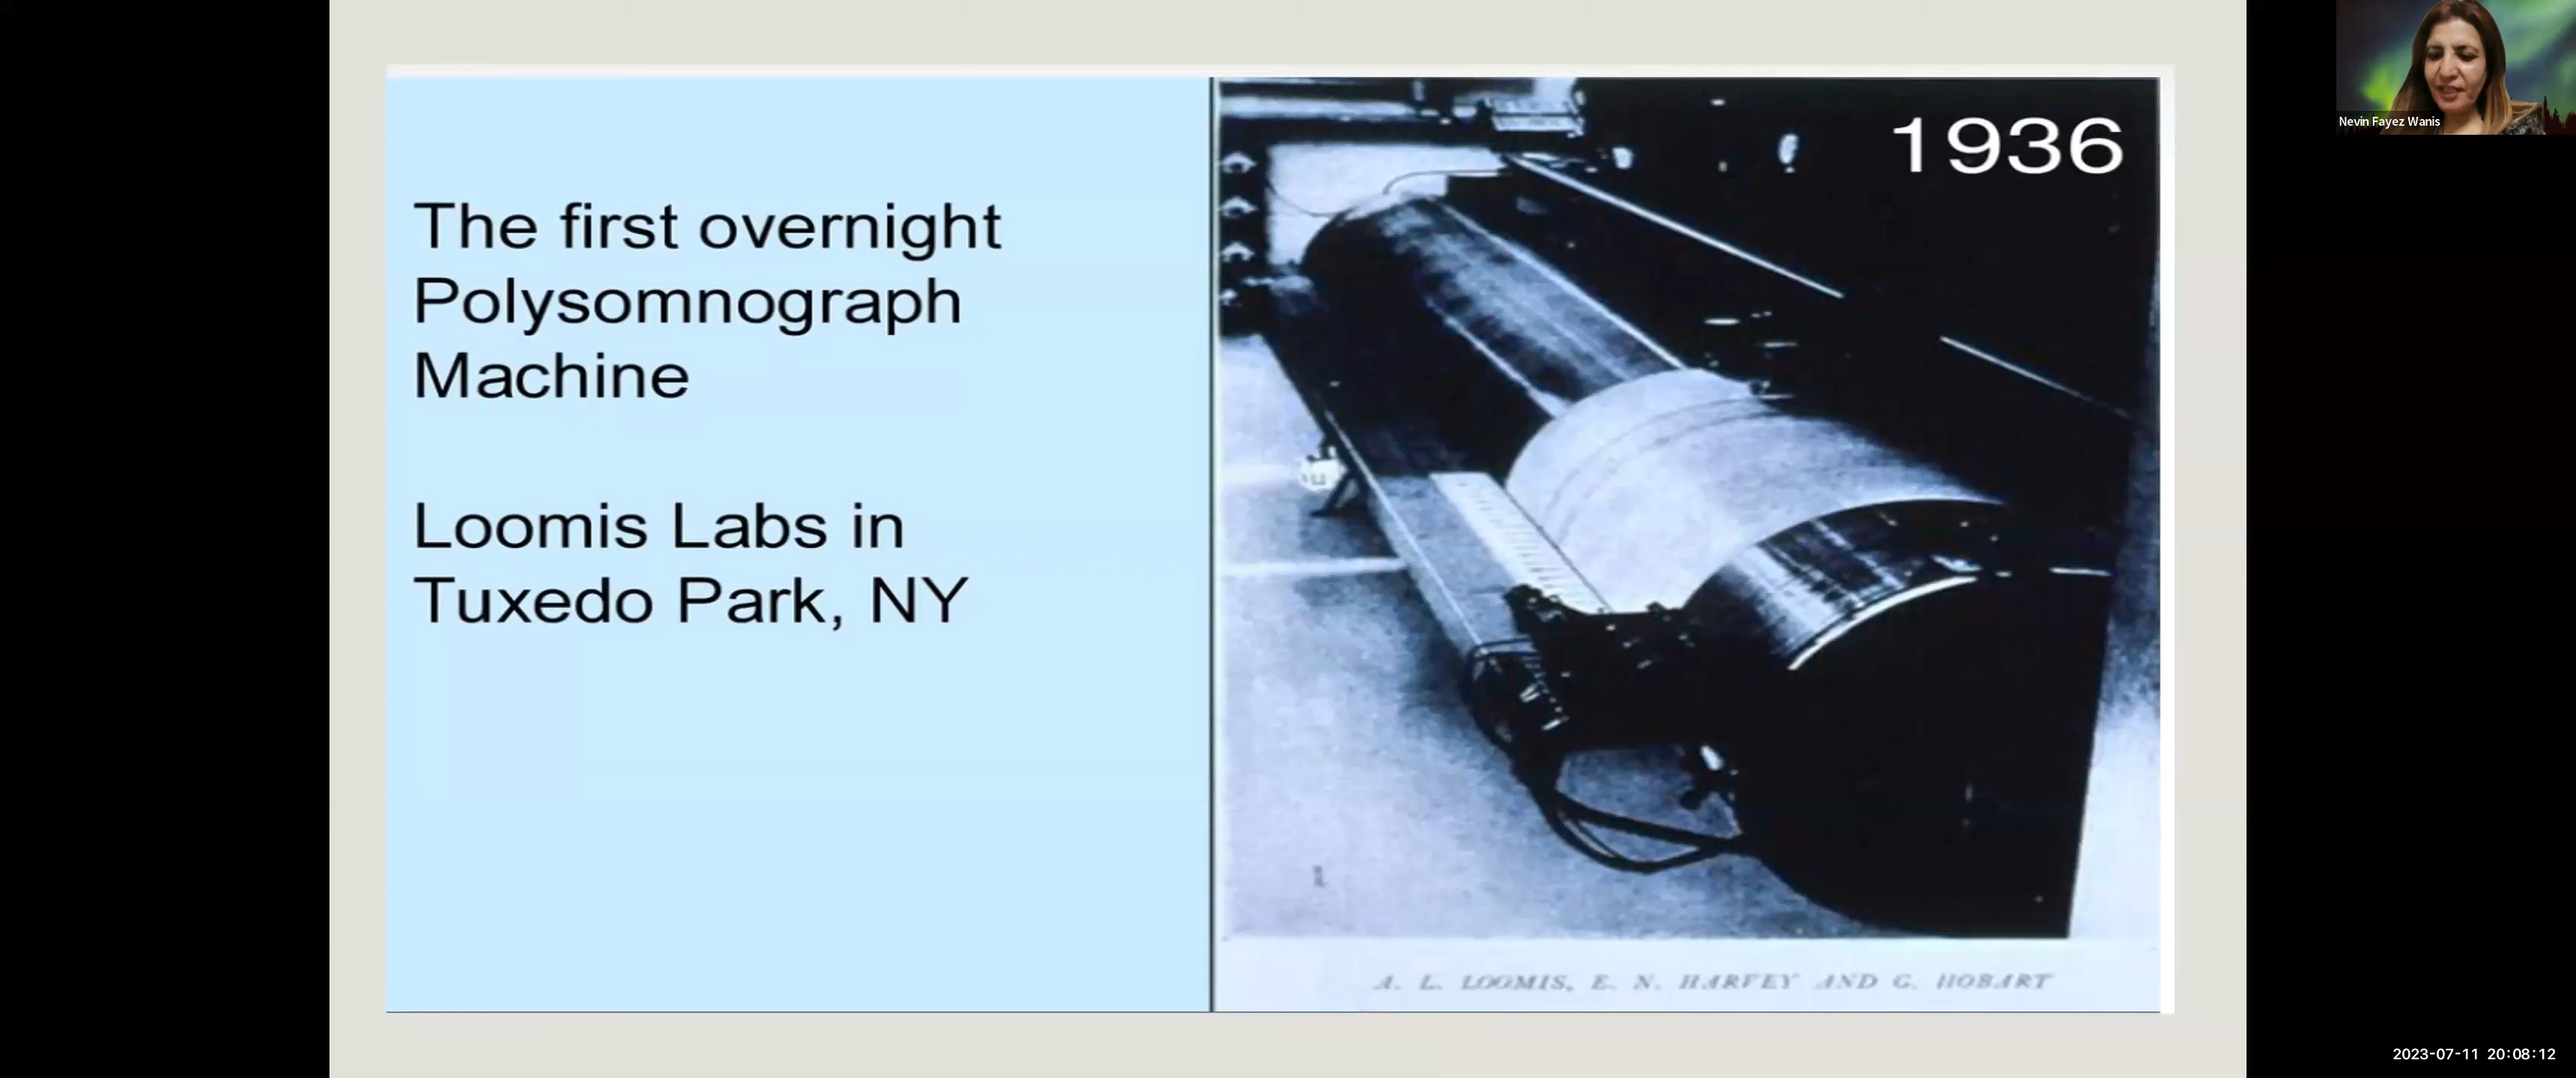 The first overnight
Polysomnograph
Machine
Loomis Labs in
Tuxedo Park, NY
1936
A. L. LOOMIS, E. N. HARVEY AND G. HOBART
Nevin Fayez Wanis
2023-07-11 20:08:12